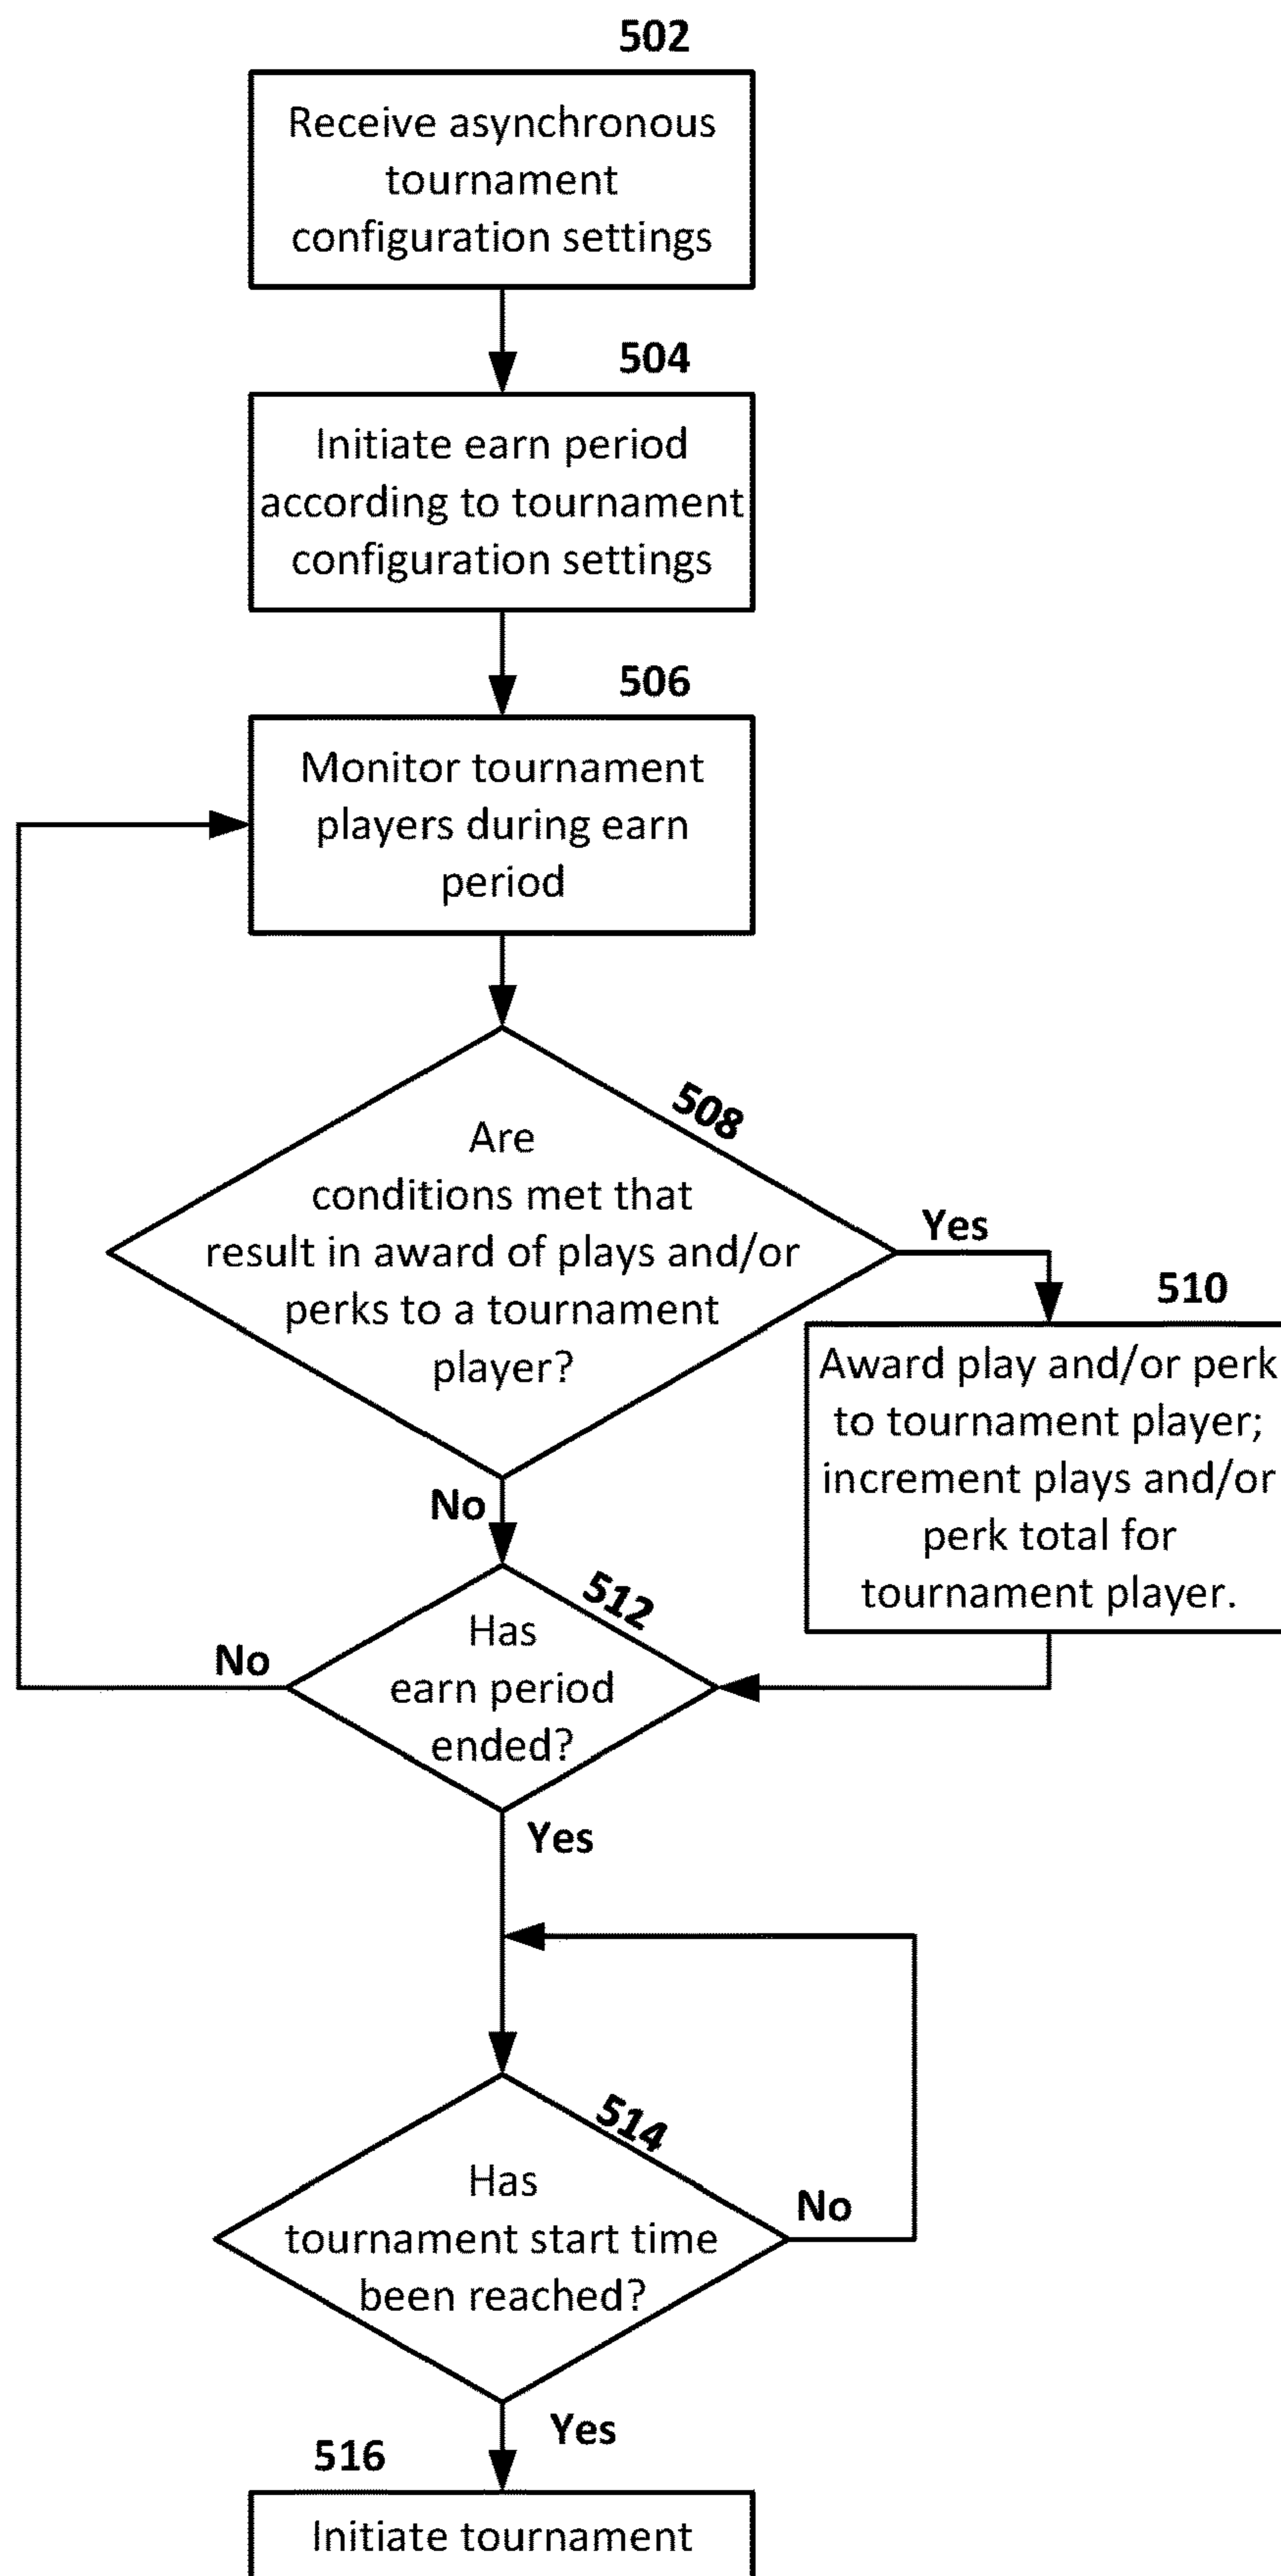 502
Receive asynchronous
tournament
configuration settings
504
Initiate earn period
according to tournament
configuration settings
506
Monitor tournament
players during earn
period
508
Are
conditions met that
result in award of plays and/or
perks to a tournament
player?
Yes
510
Award play and/or perk
to tournament player;
increment plays and/or
perk total for
tournament player.
No
512
Has
earn period
ended?
No
Yes
514
Has
tournament start time
been reached?
No
Yes
516
Initiate tournament